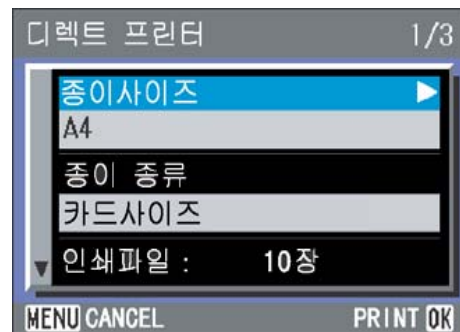 디렉트 프린터 1/3
종이사이즈
A4
종이 종류
카드사이즈
인쇄파일 : 10장
MENU CANCEL PRINT OK